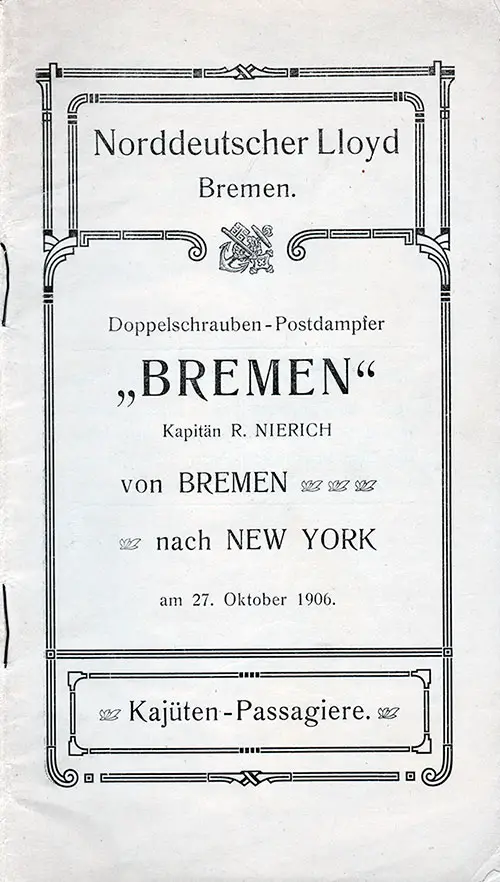 Norddeutscher Lloyd
Bremen.
Doppelschrauben-Postdampfer
„BREMEN“
Kapitän R. NIERICH
von BREMEN
nach NEW YORK
am 27. Oktober 1906.
Kajüten-Passagiere.